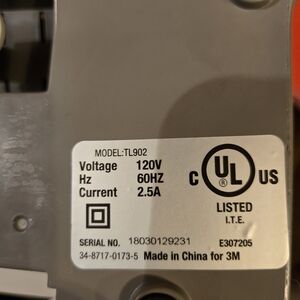 MODEL:TL902
Voltage 120V
Hz 60HZ
Current 2.5A
C UL US
®
LISTED
I.T.E.
SERIAL NO. 18030129231 E307205
34-8717-0173-5 Made in China for 3M